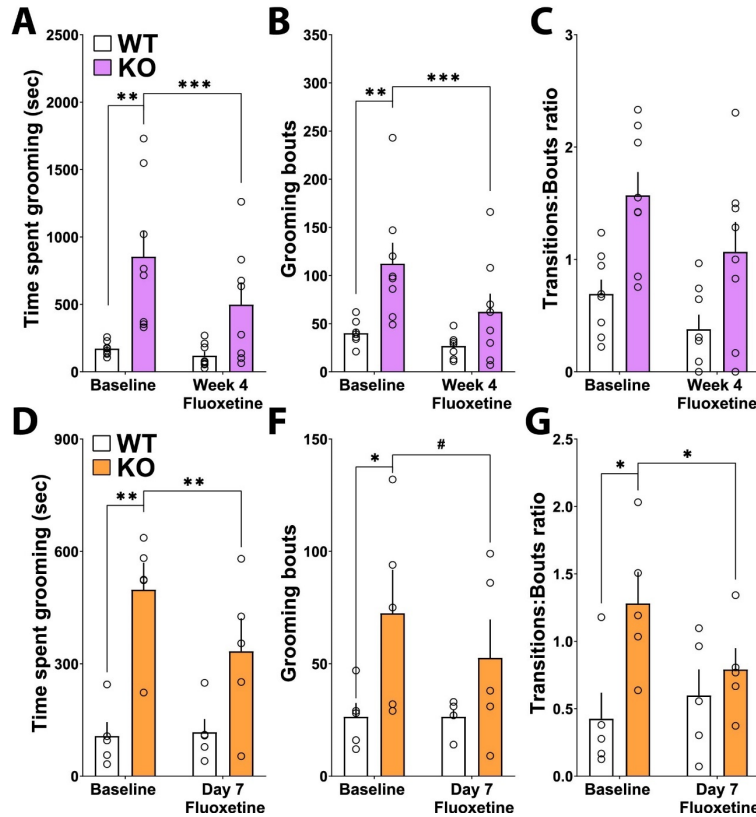 A
WT
KO
Time spent grooming (sec)
2500
2000
1500
1000
500
0
**
***
Baseline
Week 4
Fluoxetine
B
Grooming bouts
350
300
250
200
150
100
50
0
**
***
Baseline
Week 4
Fluoxetine
C
Transitions:Bouts ratio
3
2
1
0
Baseline
Week 4
Fluoxetine
D
WT
KO
Time spent grooming (sec)
900
600
300
0
**
**
Baseline
Day 7
Fluoxetine
F
Grooming bouts
150
100
50
0
*
#
Baseline
Day 7
Fluoxetine
G
Transitions:Bouts ratio
2.5
2.0
1.5
1.0
0.5
0.0
*
*
Baseline
Day 7
Fluoxetine